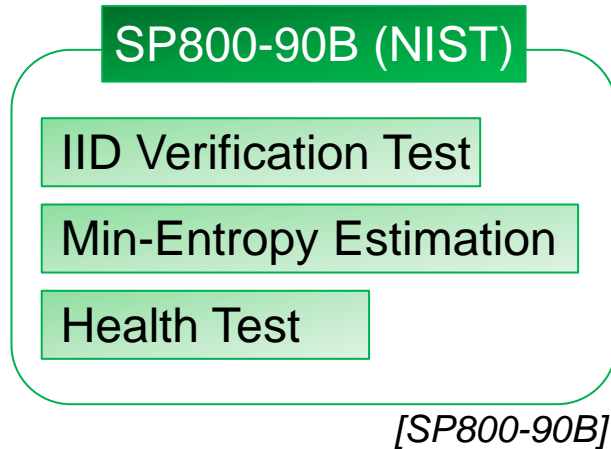 SP800-90B (NIST)
IID Verification Test
Min-Entropy Estimation
Health Test
[SP800-90B]